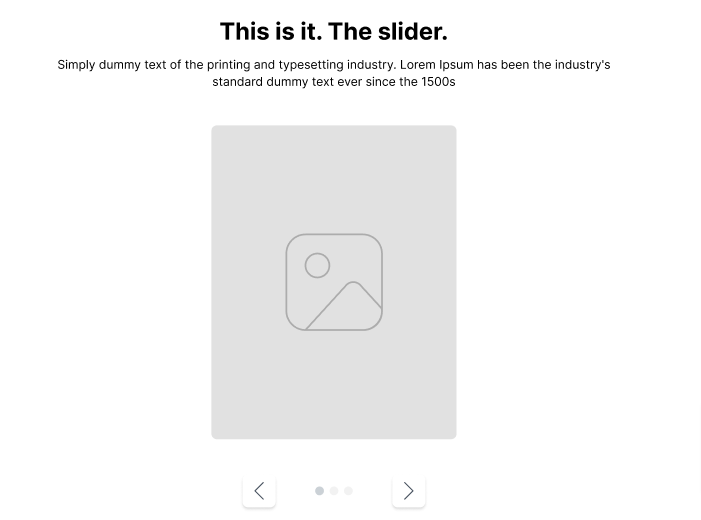 This is it. The slider.
Simply dummy text of the printing and typesetting industry. Lorem Ipsum has been the industry's
standard dummy text ever since the 1500s